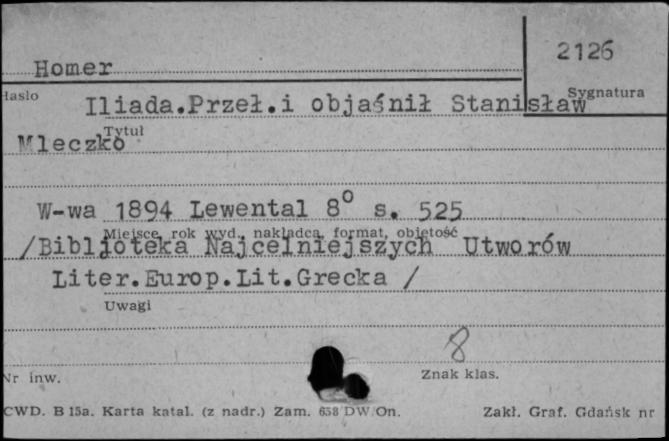 2126
Homer
Hasło
Sygnatura
Iliada.Przeł.i objaśnił Stanisław
Tytuł
Mleczko
W-wa 1894 Lewental 8⁰ s. 525
Miejsce, rok wyd., nakładca, format, objętość
/Bibljoteka Najcelniejszych Utworów
Liter.Europ.Lit.Grecka /
Uwagi
8
Nr inw.
Znak klas.
CWD. B 15a. Karta katal. (z nadr.) Zam. 658 DW/On. Zakł. Graf. Gdańsk nr